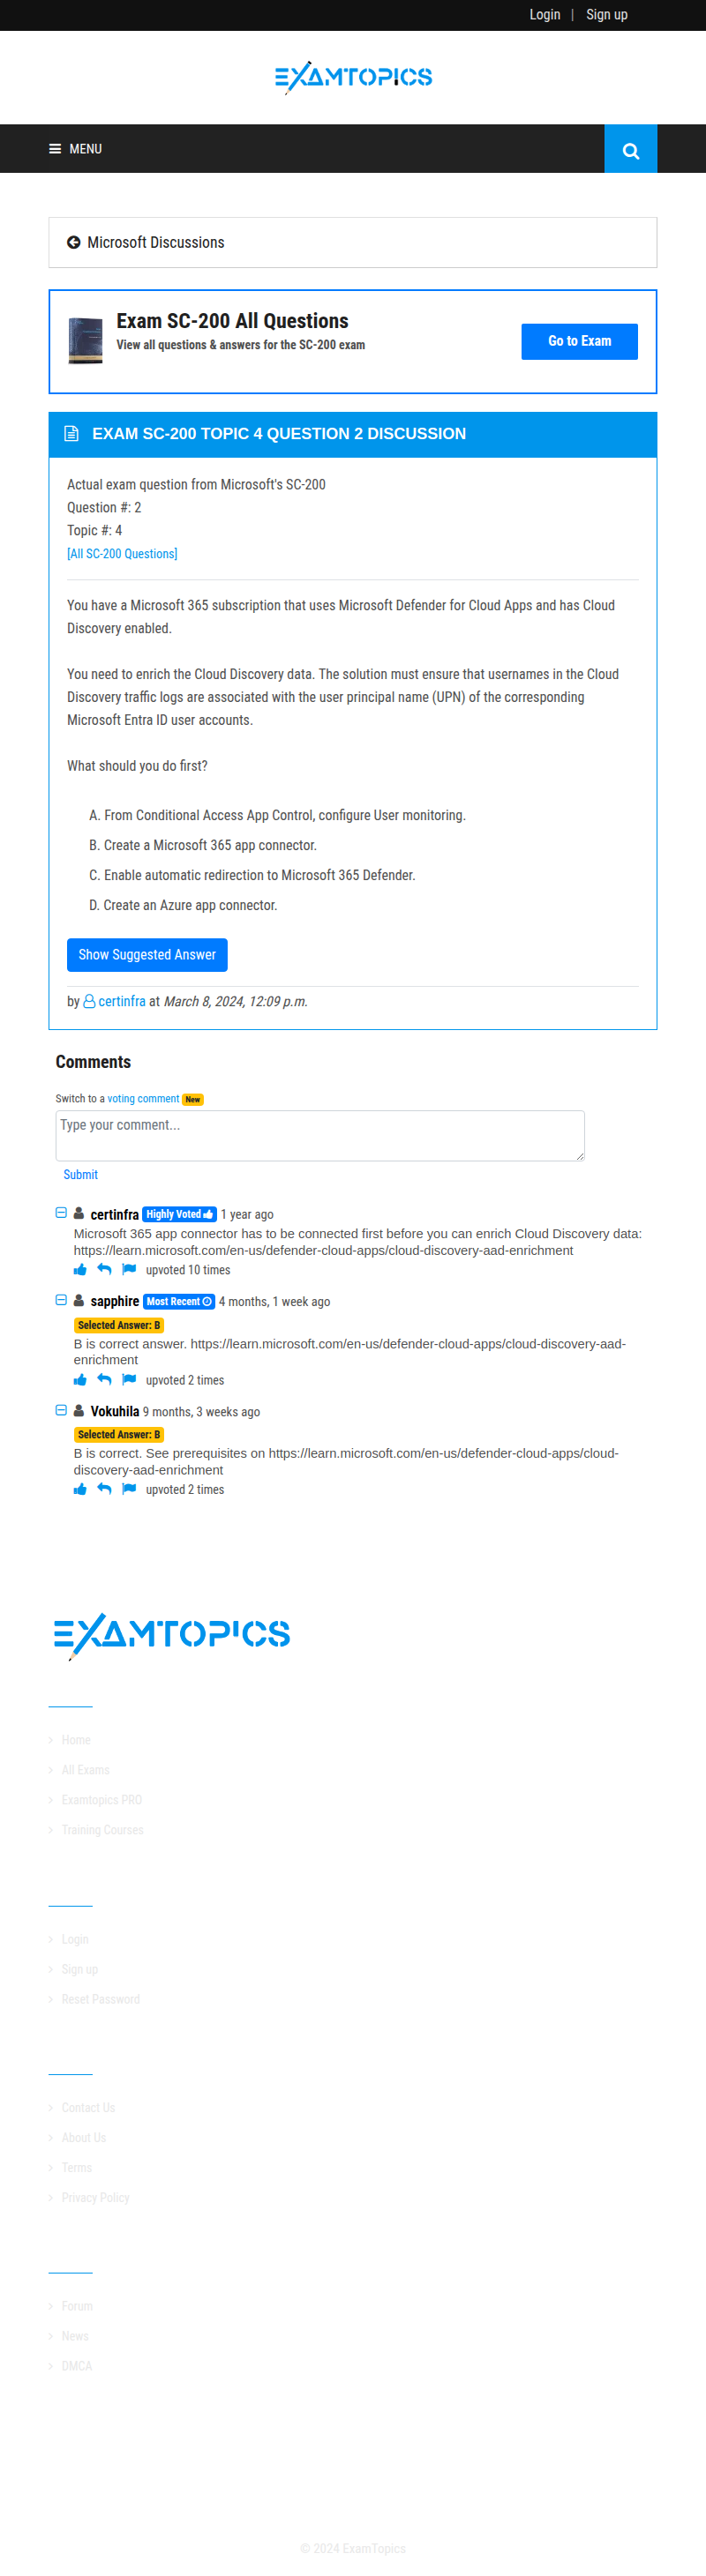 Login | Sign up
EXAMTOPICS
MENU
Microsoft Discussions
Exam SC-200 All Questions
View all questions & answers for the SC-200 exam
Go to Exam
EXAM SC-200 TOPIC 4 QUESTION 2 DISCUSSION
Actual exam question from Microsoft's SC-200
Question #: 2
Topic #: 4
[All SC-200 Questions]
You have a Microsoft 365 subscription that uses Microsoft Defender for Cloud Apps and has Cloud
Discovery enabled.
You need to enrich the Cloud Discovery data. The solution must ensure that usernames in the Cloud
Discovery traffic logs are associated with the user principal name (UPN) of the corresponding
Microsoft Entra ID user accounts.
What should you do first?
A. From Conditional Access App Control, configure User monitoring.
B. Create a Microsoft 365 app connector.
C. Enable automatic redirection to Microsoft 365 Defender.
D. Create an Azure app connector.
Show Suggested Answer
by certinfra at March 8, 2024, 12:09 p.m.
Comments
Switch to a voting comment New
Type your comment...
Submit
certinfra Highly Voted 1 year ago
Microsoft 365 app connector has to be connected first before you can enrich Cloud Discovery data:
https://learn.microsoft.com/en-us/defender-cloud-apps/cloud-discovery-aad-enrichment
upvoted 10 times
sapphire Most Recent 4 months, 1 week ago
Selected Answer: B
B is correct answer. https://learn.microsoft.com/en-us/defender-cloud-apps/cloud-discovery-aad-
enrichment
upvoted 2 times
Vokuhila 9 months, 3 weeks ago
Selected Answer: B
B is correct. See prerequisites on https://learn.microsoft.com/en-us/defender-cloud-apps/cloud-
discovery-aad-enrichment
upvoted 2 times
EXAMTOPICS
Home
All Exams
Examtopics PRO
Training Courses
Login
Sign up
Reset Password
Contact Us
About Us
Terms
Privacy Policy
Forum
News
DMCA
© 2024 ExamTopics